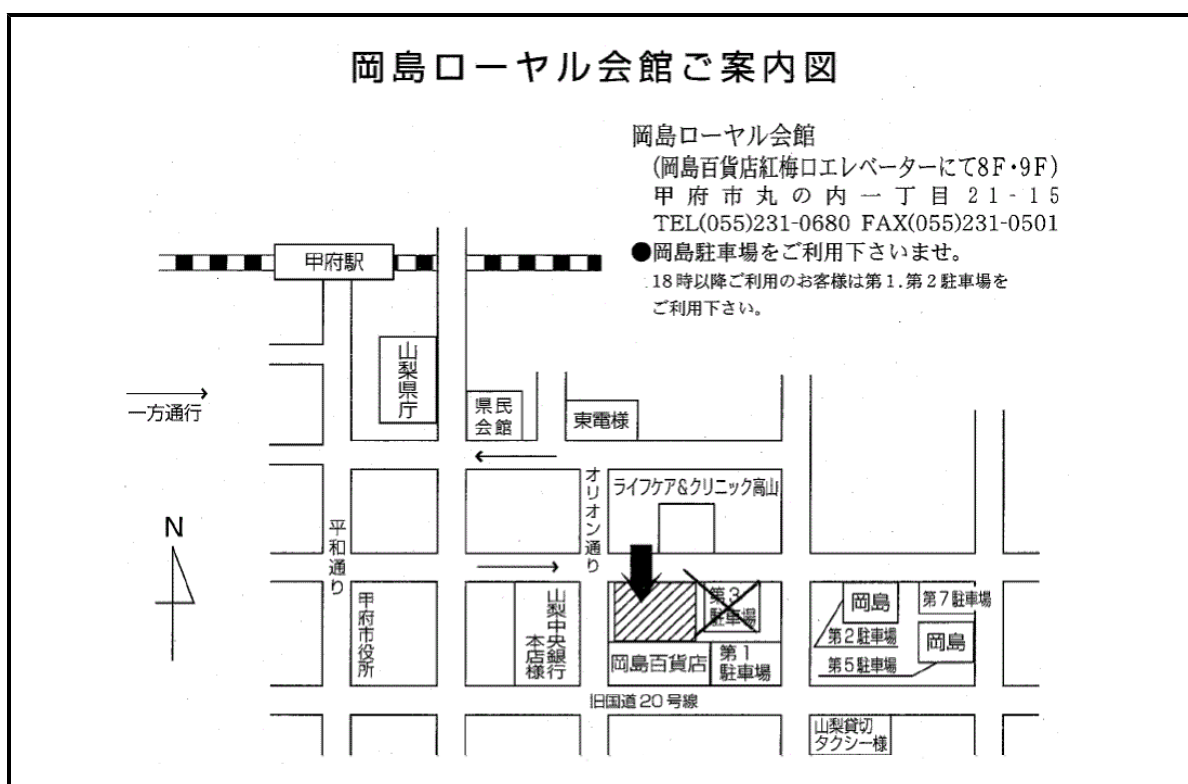 岡島ローヤル会館ご案内図
岡島ローヤル会館
(岡島百貨店紅梅口エレベーターにて8F・9F)
甲府市丸の内一丁目21-15
TEL(055)231-0680 FAX(055)231-0501
●岡島駐車場をご利用下さいませ。
18時以降ご利用のお客様は第1.第2駐車場を
ご利用下さい。
甲府駅
山梨県庁
一方通行
県民
会館
東電様
オリオン通り
ライフケア&クリニック高山
N
平和通り
甲府市役所
山梨中央銀行
本店様
第3
駐車場
岡島百貨店
第1
駐車場
岡島
第7駐車場
第2駐車場
岡島
第5駐車場
旧国道20号線
山梨貸切
タクシー様